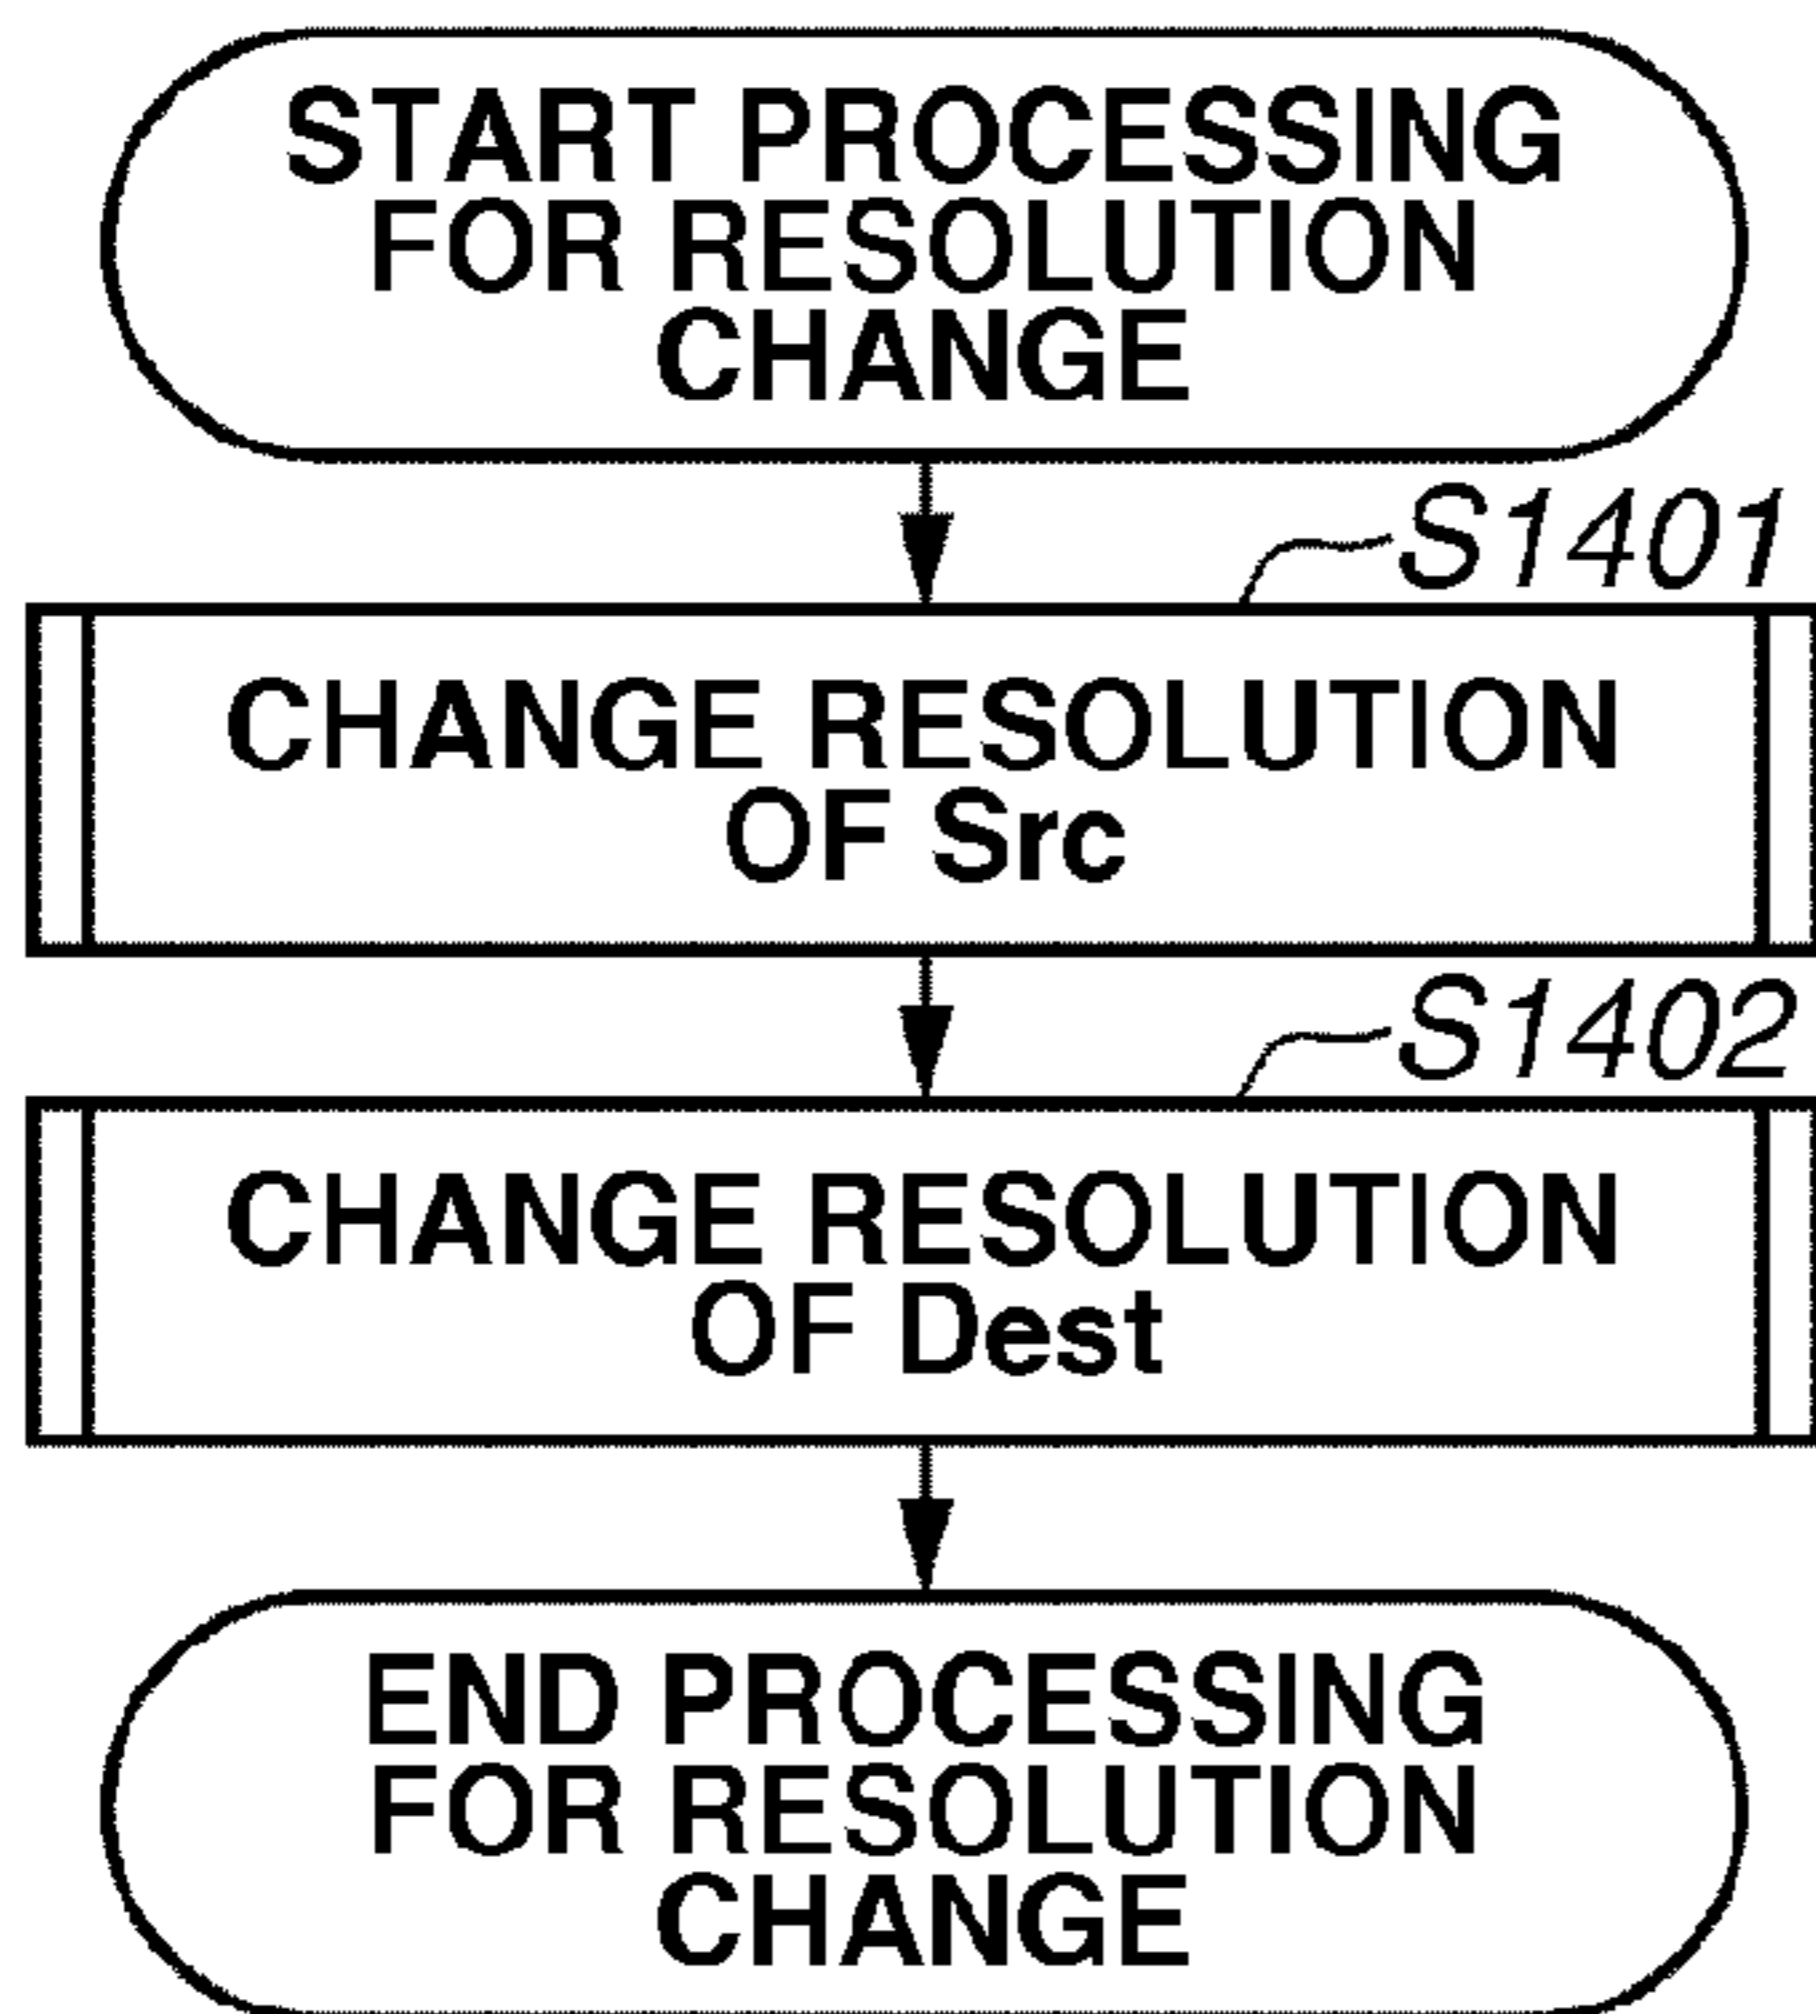 START PROCESSING
FOR RESOLUTION
CHANGE
S1401
CHANGE RESOLUTION
OF Src
S1402
CHANGE RESOLUTION
OF Dest
END PROCESSING
FOR RESOLUTION
CHANGE